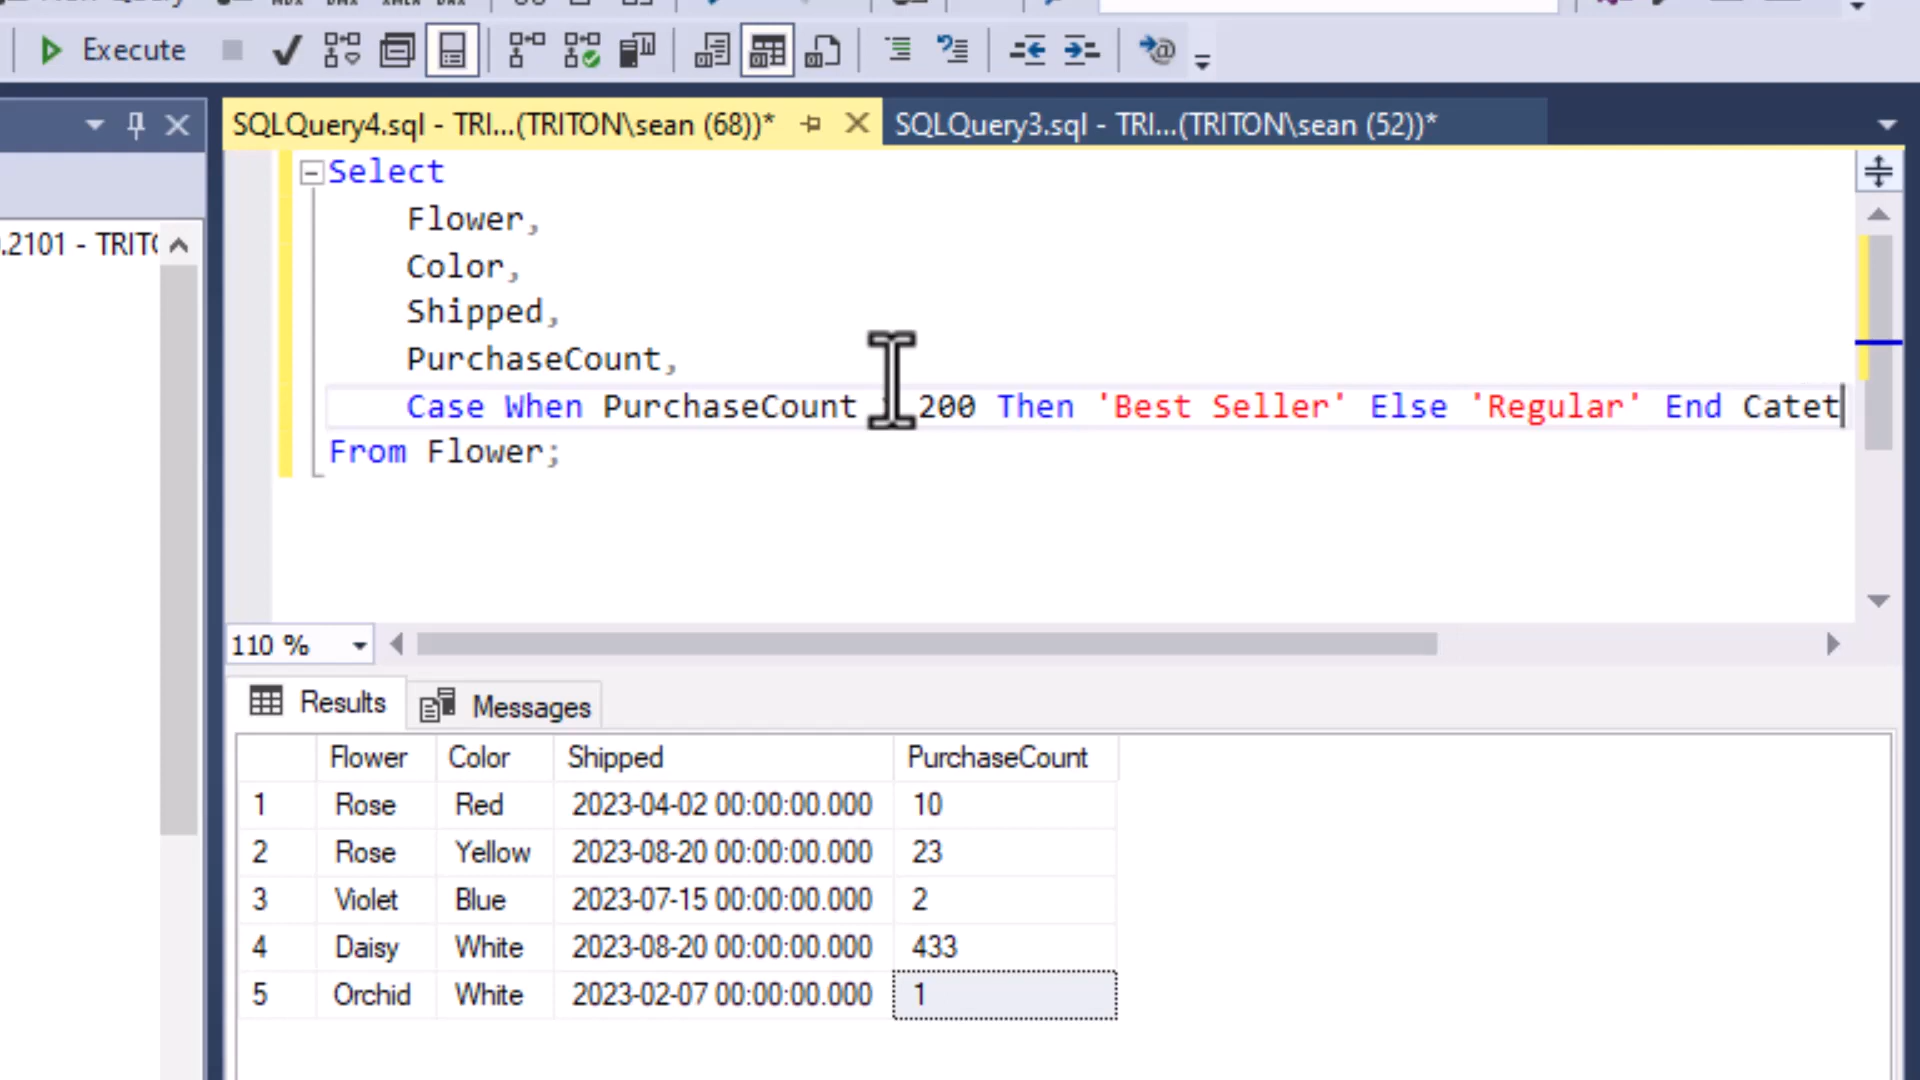 Execute
SQLQuery4.sql - TRI...(TRITON\sean (68))*
SQLQuery3.sql - TRI...(TRITON\sean (52))*
.2101 - TRIT
Select
Flower,
Color,
Shipped,
PurchaseCount,
Case When PurchaseCount 200 Then 'Best Seller' Else 'Regular' End Catet
From Flower;
110 %
Results Messages
Flower Color Shipped PurchaseCount
1 Rose Red 2023-04-02 00:00:00.000 10
2 Rose Yellow 2023-08-20 00:00:00.000 23
3 Violet Blue 2023-07-15 00:00:00.000 2
4 Daisy White 2023-08-20 00:00:00.000 433
5 Orchid White 2023-02-07 00:00:00.000 1